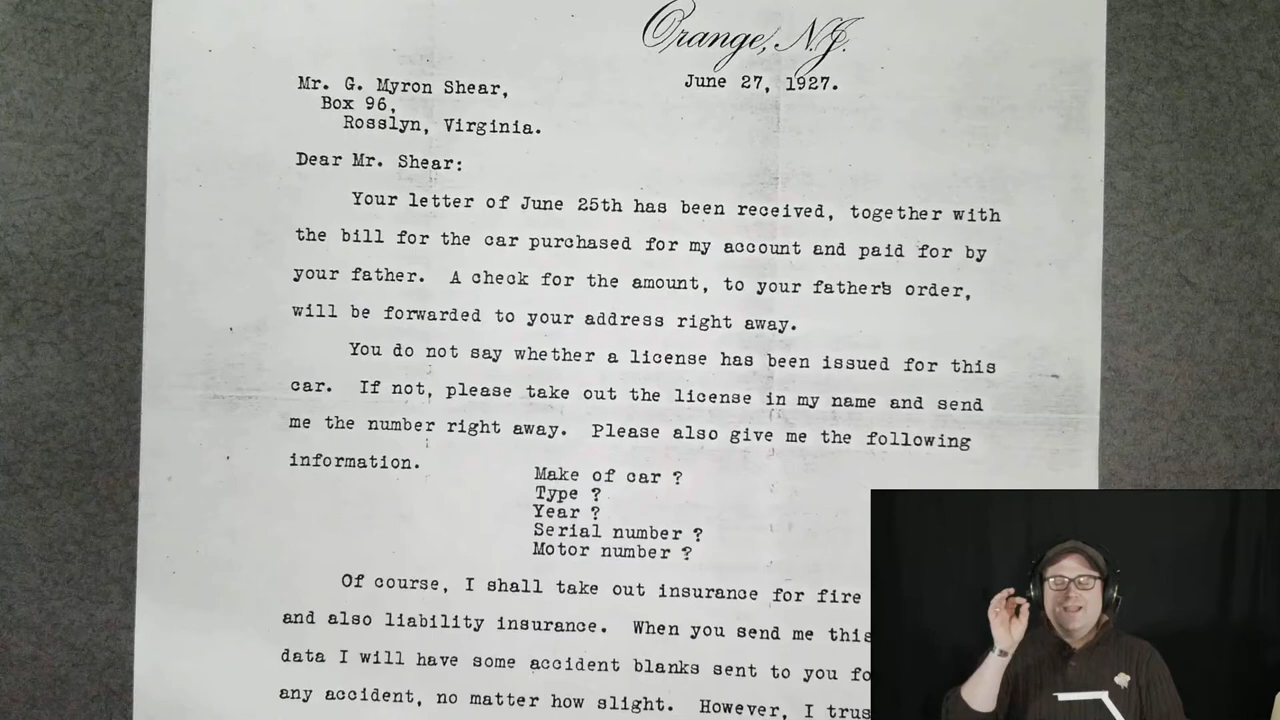 Orange, N.J.
June 27, 1927.
Mr. G. Myron Shear,
Box 96,
Rosslyn, Virginia.
Dear Mr. Shear:
Your letter of June 25th has been received, together with
the bill for the car purchased for my account and paid for by
your father. A check for the amount, to your father's order,
will be forwarded to your address right away.
You do not say whether a license has been issued for this
car. If not, please take out the license in my name and send
me the number right away. Please also give me the following
information.
Make of car ?
Type ?
Year ?
Serial number ?
Motor number ?
Of course, I shall take out insurance for fire
and also liability insurance. When you send me this
data I will have some accident blanks sent to you
any accident, no matter how slight. However, I